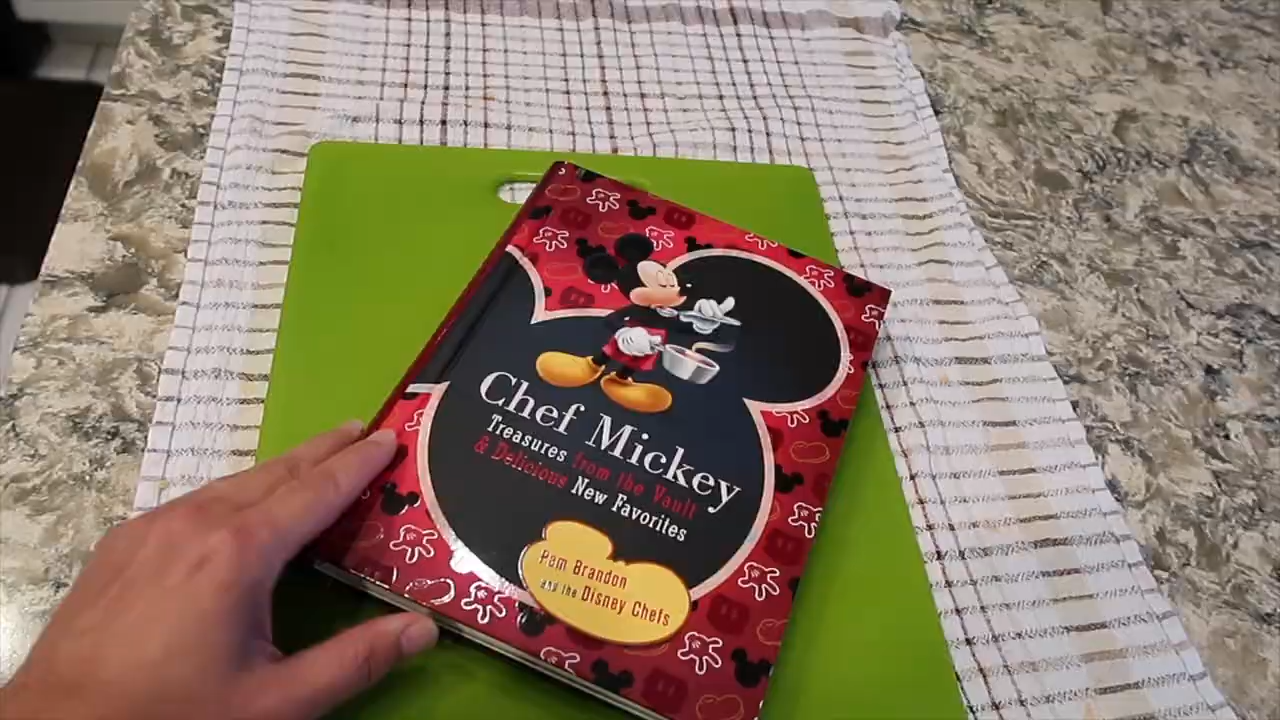 Chef Mickey
Treasures from the Vault
& Delicious New Favorites
Pam Brandon
and the Disney Chefs